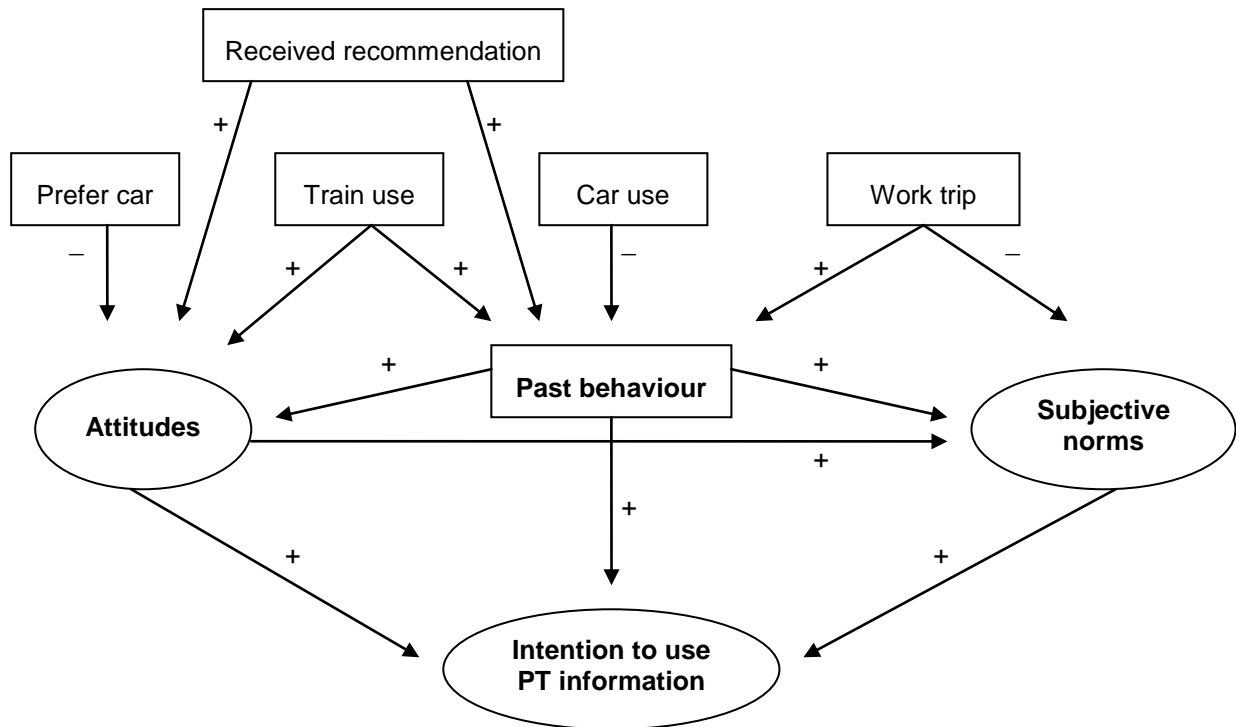 Received recommendation
+
+
Prefer car
Train use
Car use
Work trip
–
+
+
–
+
–
+
Past behaviour
+
Attitudes
Subjective
norms
+
+
+
+
Intention to use
PT information